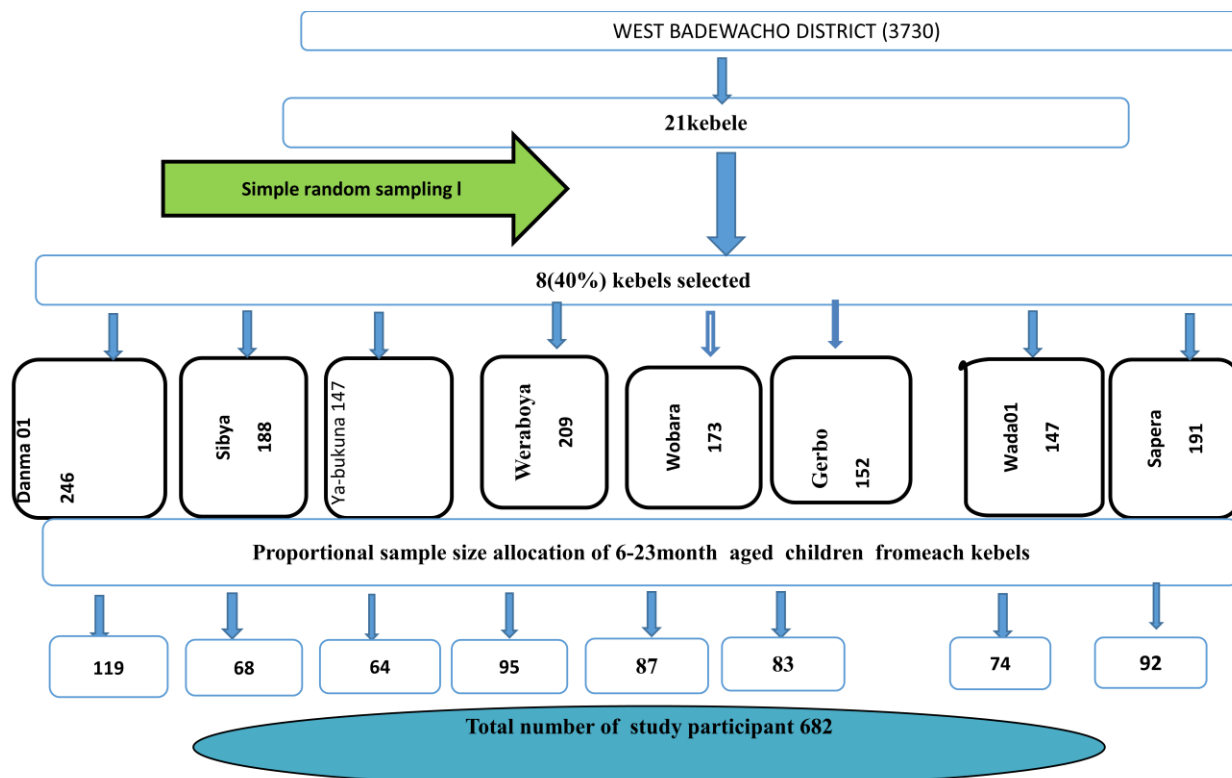 WEST BADEWACHO DISTRICT (3730)
21kebele
Simple random sampling l
8(40%) kebels selected
Danma 01
246
Sibya
188
Ya-bukuna 147
Weraboya
209
Wobara
173
Gerbo
152
Wada01
147
Sapera
191
Proportional sample size allocation of 6-23month aged children fromeach kebels
119
68
64
95
87
83
74
92
Total number of study participant 682